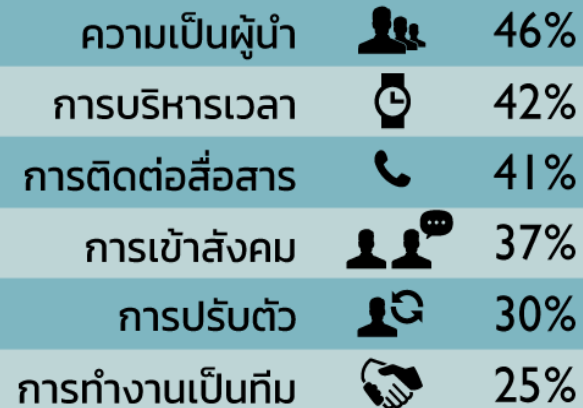 ความเป็นผู้นำ 46%
การบริหารเวลา 42%
การติดต่อสื่อสาร 41%
การเข้าสังคม 37%
การปรับตัว 30%
การทำงานเป็นทีม 25%